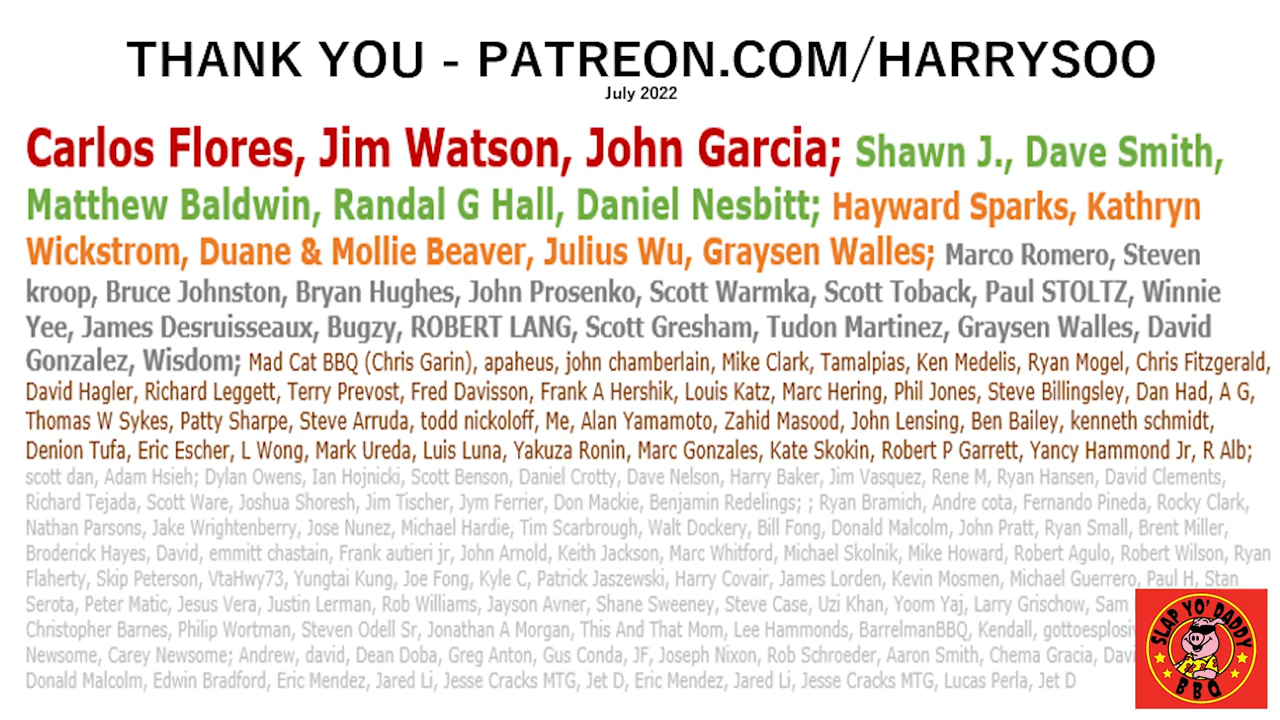 THANK YOU - PATREON.COM/HARRYSOO
July 2022
Carlos Flores, Jim Watson, John Garcia; Shawn J., Dave Smith,
Matthew Baldwin, Randal G Hall, Daniel Nesbitt; Hayward Sparks, Kathryn
Wickstrom, Duane & Mollie Beaver, Julius Wu, Graysen Walles; Marco Romero, Steven
kroop, Bruce Johnston, Bryan Hughes, John Prosenko, Scott Warmka, Scott Toback, Paul STOLTZ, Winnie
Yee, James Desruisseaux, Bugzy, ROBERT LANG, Scott Gresham, Tudon Martinez, Graysen Walles, David
Gonzalez, Wisdom; Mad Cat BBQ (Chris Garin), apaheus, john chamberlain, Mike Clark, Tamalpias, Ken Medelis, Ryan Mogel, Chris Fitzgerald,
David Hagler, Richard Leggett, Terry Prevost, Fred Davisson, Frank A Hershik, Louis Katz, Marc Hering, Phil Jones, Steve Billingsley, Dan Had, A G,
Thomas W Sykes, Patty Sharpe, Steve Arruda, todd nickoloff, Me, Alan Yamamoto, Zahid Masood, John Lensing, Ben Bailey, kenneth schmidt,
Denion Tufa, Eric Escher, L Wong, Mark Ureda, Luis Luna, Yakuza Ronin, Marc Gonzales, Kate Skokin, Robert P Garrett, Yancy Hammond Jr, R Alb;
scott dan, Adam Hsieh; Dylan Owens, Ian Hojnicki, Scott Benson, Daniel Crotty, Dave Nelson, Harry Baker, Jim Vasquez, Rene M, Ryan Hansen, David Clements,
Richard Tejada, Scott Ware, Joshua Shoresh, Jim Tischer, Jym Ferrier, Don Mackie, Benjamin Redelings; ; Ryan Bramich, Andre cota, Fernando Pineda, Rocky Clark,
Nathan Parsons, Jake Wrightenberry, Jose Nunez, Michael Hardie, Tim Scarbrough, Walt Dockery, Bill Fong, Donald Malcolm, John Pratt, Ryan Small, Brent Miller,
Broderick Hayes, David, emmitt chastain, Frank autieri jr, John Arnold, Keith Jackson, Marc Whitford, Michael Skolnik, Mike Howard, Robert Agulo, Robert Wilson, Ryan
Flaherty, Skip Peterson, VtaHwy73, Yungtai Kung, Joe Fong, Kyle C, Patrick Jaszewski, Harry Covair, James Lorden, Kevin Mosmen, Michael Guerrero, Paul H, Stan
Serota, Peter Matic, Jesus Vera, Justin Lerman, Rob Williams, Jayson Avner, Shane Sweeney, Steve Case, Uzi Khan, Yoom Yaj, Larry Grischow, Sam
Christopher Barnes, Philip Wortman, Steven Odell Sr, Jonathan Morgan, This And That Mom, Lee Hammonds, BarrelmanBBQ, Kendall,
Newsome, Carey Newsome; Andrew, david, Dean Doba, Greg Anton, Gus Conda, JF, Joseph Nixon, Rob Schroeder, Aaron Smith, Chema Gracia,
Donald Malcolm, Edwin Bradford, Eric Mendez, Jared Li, Jesse Cracks MTG, Jet D, Eric Mendez, Jared Li, Jesse Cracks MTG, Lucas Perla, Jet D
SLAP YO' DADDY
BBQ